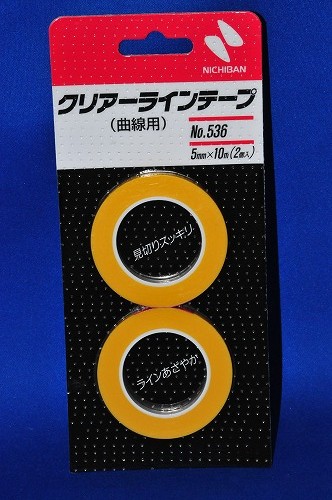 NICHIBAN
クリアーラインテープ
(曲線用)
No.536
5mm×10m(2個入)
見切りスッキリ
ラインあざやか